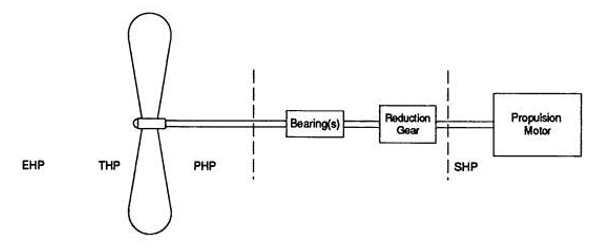 Bearing(s)
Reduction
Gear
Propulsion
Motor
EHP
THP
PHP
SHP